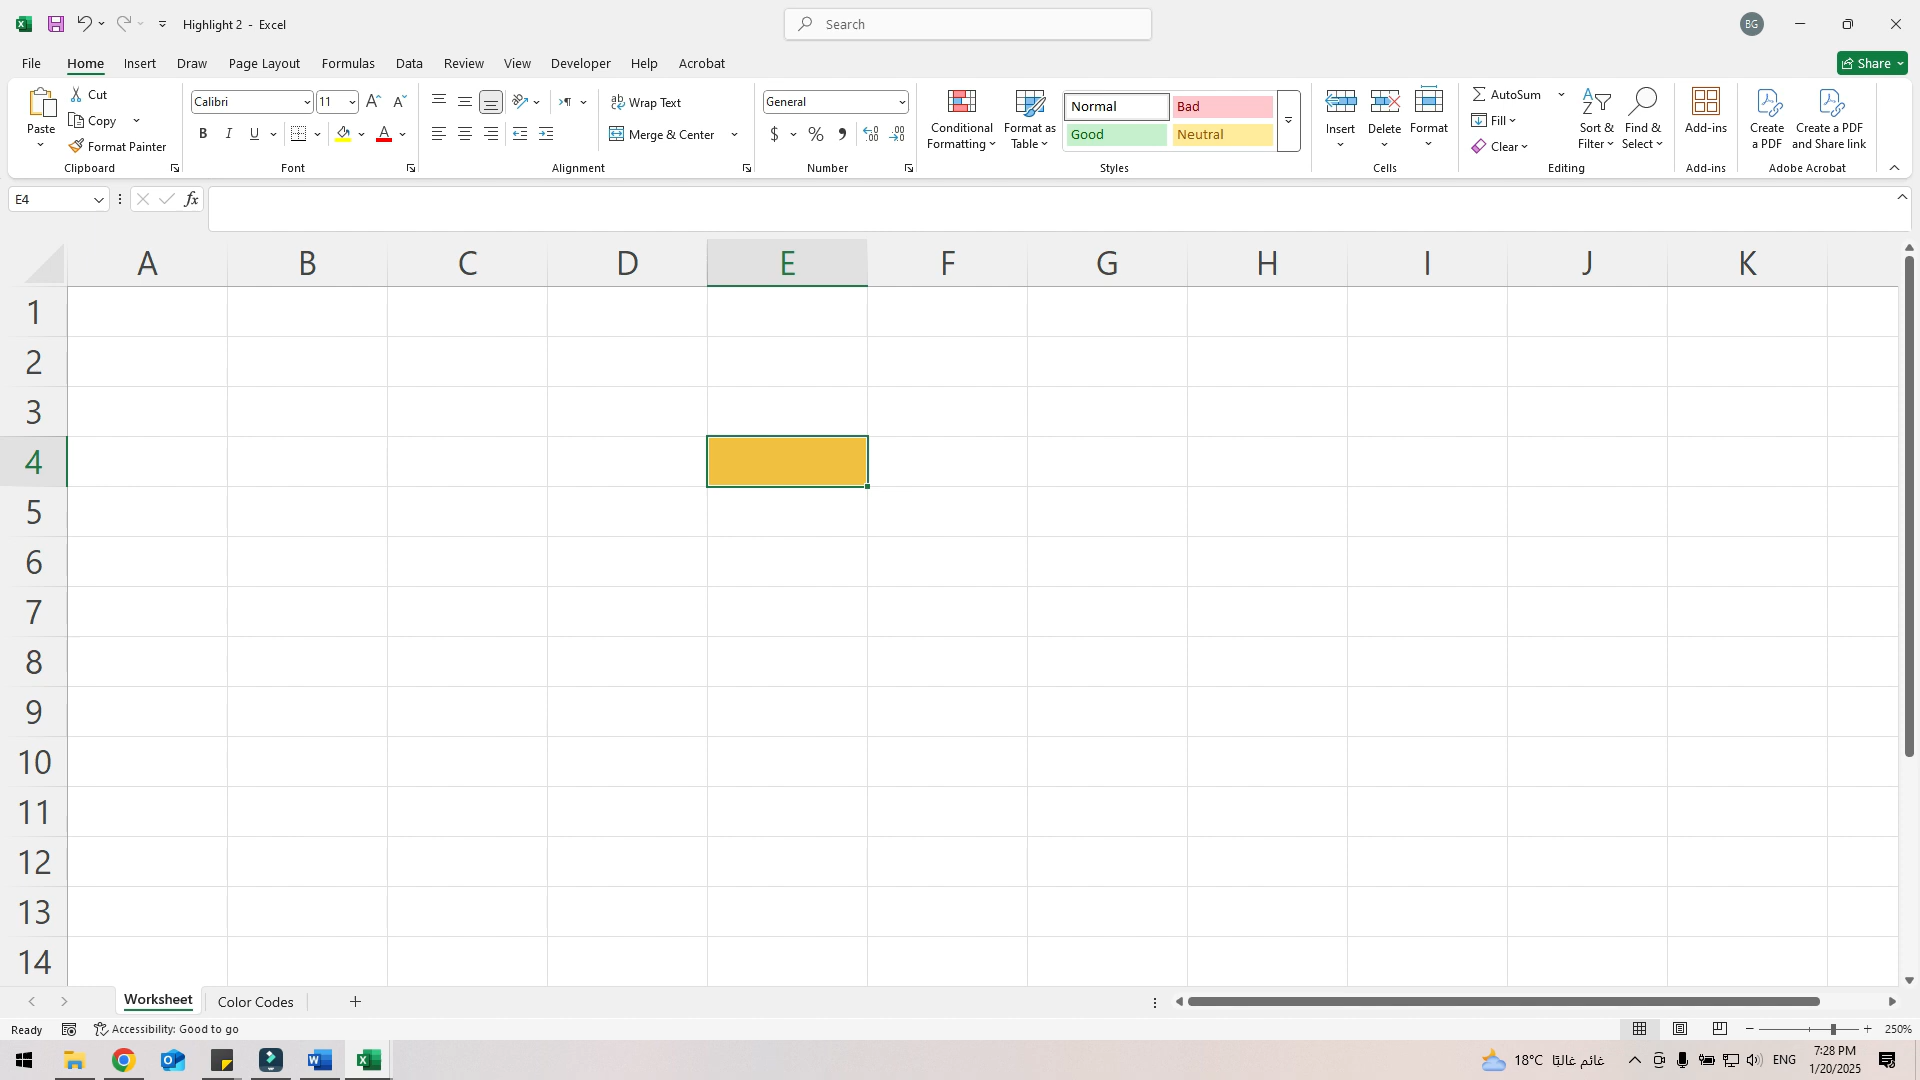 Highlight 2 - Excel
Search
BG
File Home Insert Draw Page Layout Formulas Data Review View Developer Help Acrobat
Share
Paste
Cut
Copy
Format Painter
Clipboard
Calibri 11
B I U A
Font
Wrap Text
Merge & Center
Alignment
General
$ % ,
Number
Conditional Formatting
Format as Table
Normal Bad
Good Neutral
Styles
Insert Delete Format
Cells
AutoSum
Fill
Clear
Sort & Filter
Find & Select
Editing
Add-ins
Add-ins
Create a PDF
Create a PDF and Share link
Adobe Acrobat
E4
fx
A B C D E F G H I J K
1
2
3
4
5
6
7
8
9
10
11
12
13
14
Worksheet Color Codes
Ready
Accessibility: Good to go
250%
18°C غائم غالبًا
ENG
7:28 PM
1/20/2025